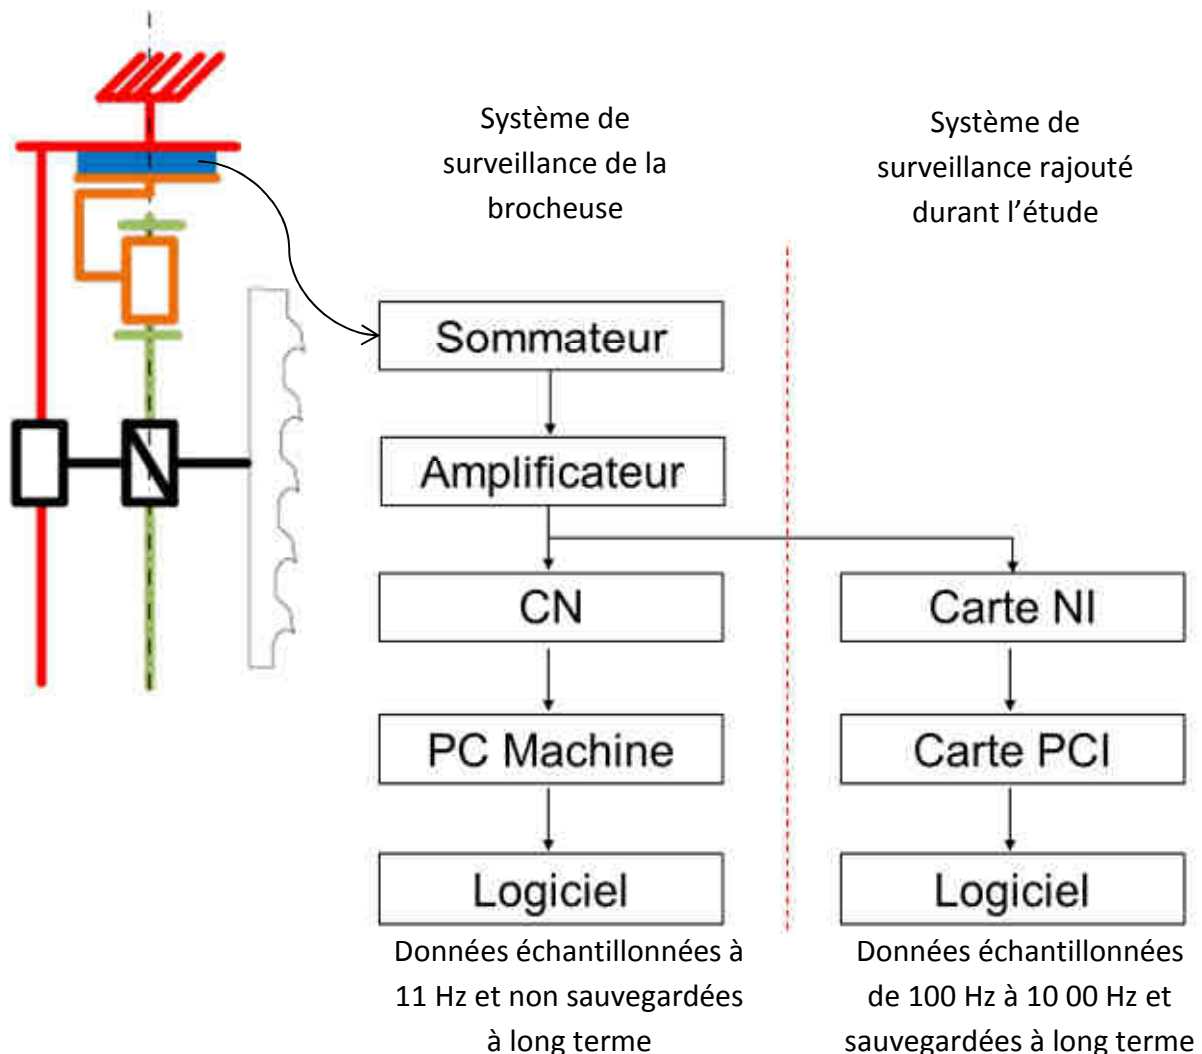 Système de
surveillance de la
brocheuse
Système de
surveillance rajouté
durant l'étude
Sommateur
Amplificateur
CN
PC Machine
Logiciel
Données échantillonnées à
11 Hz et non sauvegardées
à long terme
Carte NI
Carte PCI
Logiciel
Données échantillonnées
de 100 Hz à 10 00 Hz et
sauvegardées à long terme